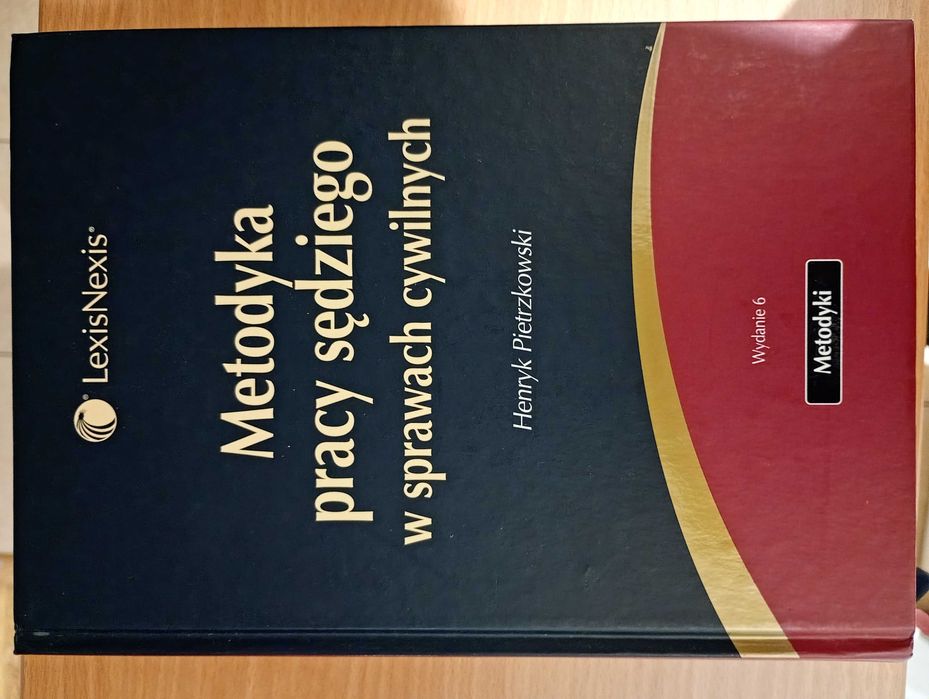 LexisNexis®
Metodyka
pracy sędziego
w sprawach cywilnych
Henryk Pietrzkowski
Wydanie 6
Metodyki